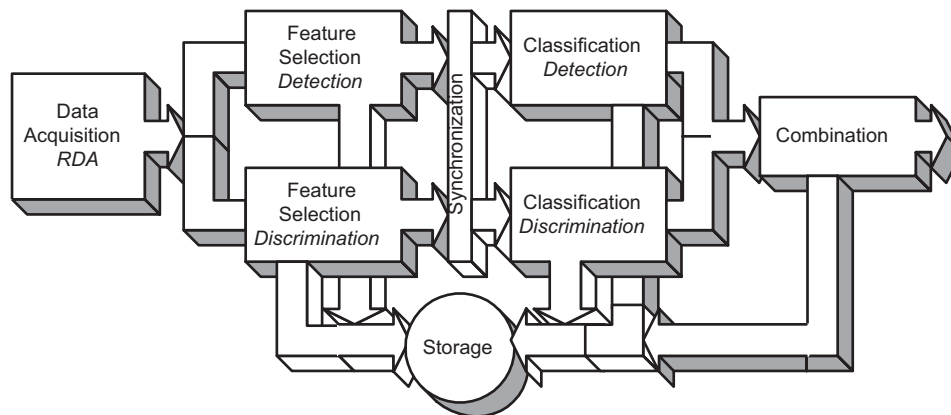 Data
Acquisition
RDA
Feature
Selection
Detection
Feature
Selection
Discrimination
Synchronization
Classification
Detection
Classification
Discrimination
Combination
Storage